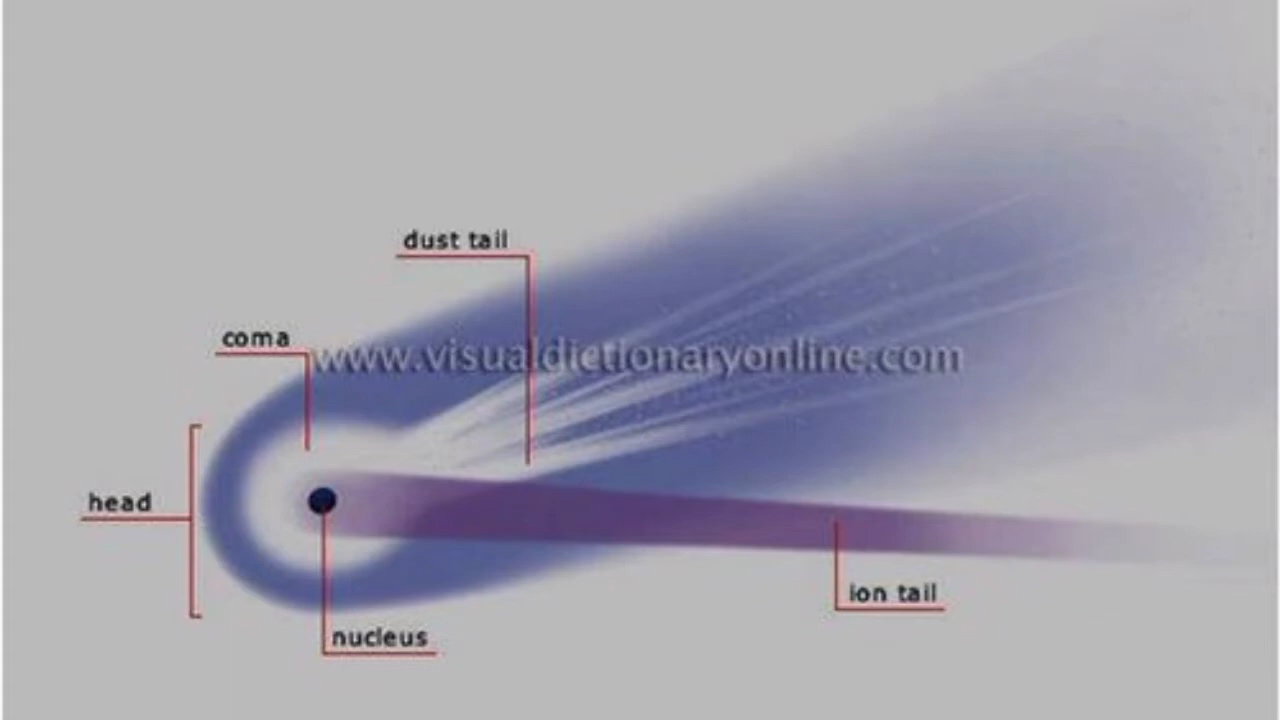 dust tail
coma
www.visualdictionaryonline.com
head
ion tail
nucleus